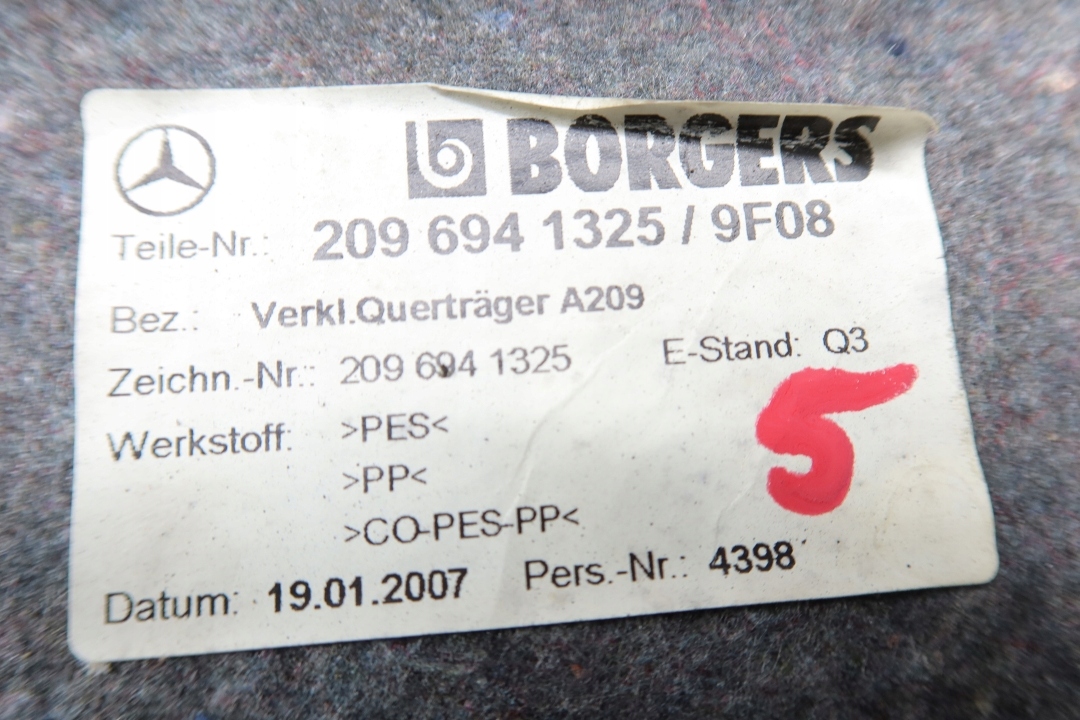 BORGERS
Teile-Nr.: 209 694 1325 / 9F08
Bez.: Verkl.Querträger A209
Zeichn.-Nr.: 209 694 1325 E-Stand: Q3
Werkstoff: >PES<
>PP<
>CO-PES-PP<
5
Datum: 19.01.2007 Pers.-Nr.: 4398